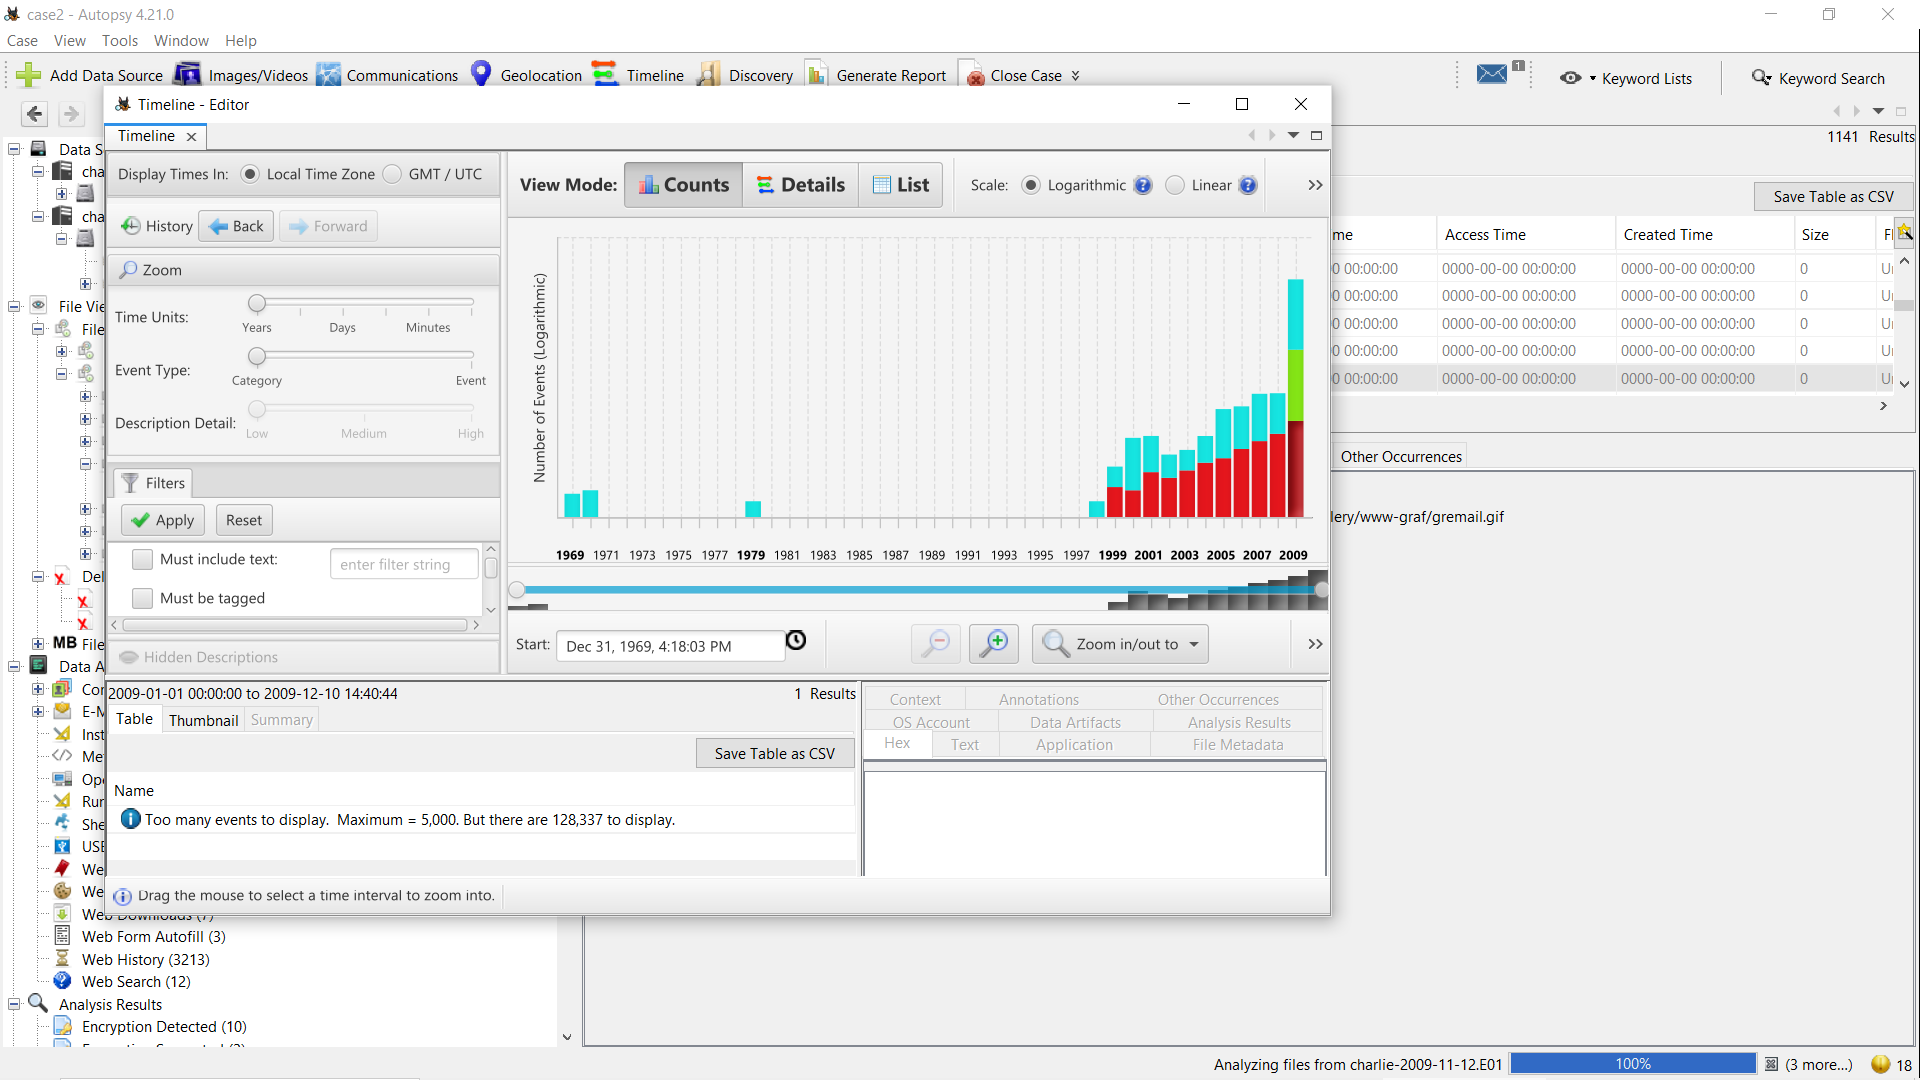 case2 - Autopsy 4.21.0
Case View Tools Window Help
Add Data Source Images/Videos Communications Geolocation Timeline Discovery Generate Report Close Case
1 Keyword Lists Keyword Search
Timeline - Editor
Timeline
1141 Results
Save Table as CSV
Access Time Created Time Size
00:00:00 0000-00-00 00:00:00 0000-00-00 00:00:00 0
00:00:00 0000-00-00 00:00:00 0000-00-00 00:00:00 0
00:00:00 0000-00-00 00:00:00 0000-00-00 00:00:00 0
00:00:00 0000-00-00 00:00:00 0000-00-00 00:00:00 0
00:00:00 0000-00-00 00:00:00 0000-00-00 00:00:00 0
Other Occurrences
lery/www-graf/gremail.gif
Display Times In: Local Time Zone GMT / UTC
History Back Forward
Zoom
Time Units:
Years Days Minutes
Event Type:
Category Event
Description Detail:
Low Medium High
Filters
Apply Reset
Must include text: enter filter string
Must be tagged
Hidden Descriptions
View Mode: Counts Details List Scale: Logarithmic Linear
Number of Events (Logarithmic)
1969 1971 1973 1975 1977 1979 1981 1983 1985 1987 1989 1991 1993 1995 1997 1999 2001 2003 2005 2007 2009
Start: Dec 31, 1969, 4:18:03 PM Zoom in/out to
2009-01-01 00:00:00 to 2009-12-10 14:40:44 1 Results
Table Thumbnail Summary
Save Table as CSV
Name
Too many events to display. Maximum = 5,000. But there are 128,337 to display.
Context Annotations Other Occurrences
OS Account Data Artifacts Analysis Results
Hex Text Application File Metadata
Drag the mouse to select a time interval to zoom into.
Data S
cha
cha
File Vie
File
Del
MB File
Data A
Cor
E-M
Inst
Me
Ope
Rur
She
USB
We
We
Web Downloads (7)
Web Form Autofill (3)
Web History (3213)
Web Search (12)
Analysis Results
Encryption Detected (10)
Analyzing files from charlie-2009-11-12.E01 100% (3 more...) 18